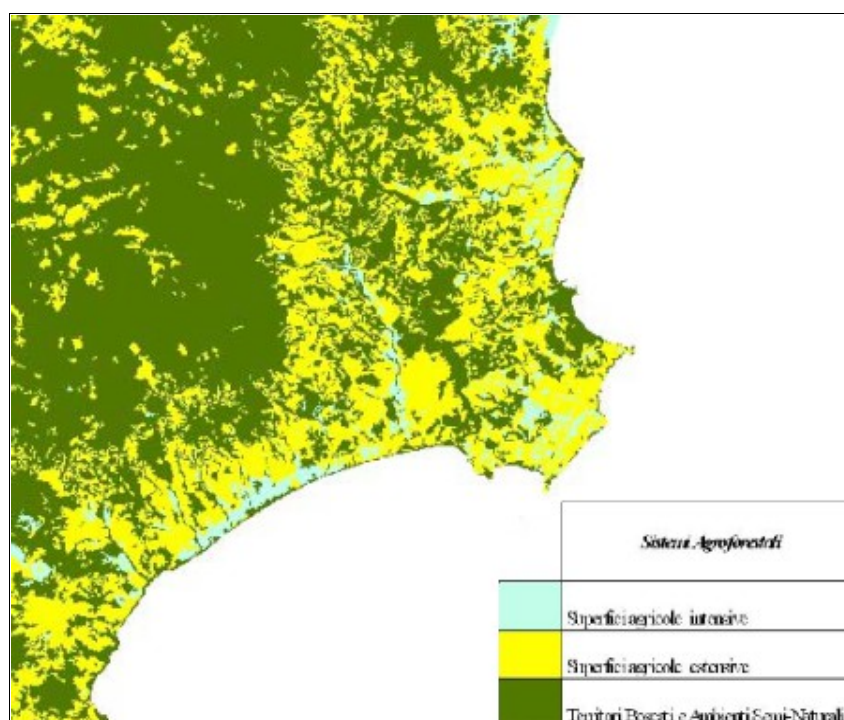 Sistemi Agroforestali
Superfici agricole intensive
Superfici agricole estensive
Territori Boscati e Ambienti Semi-Naturali